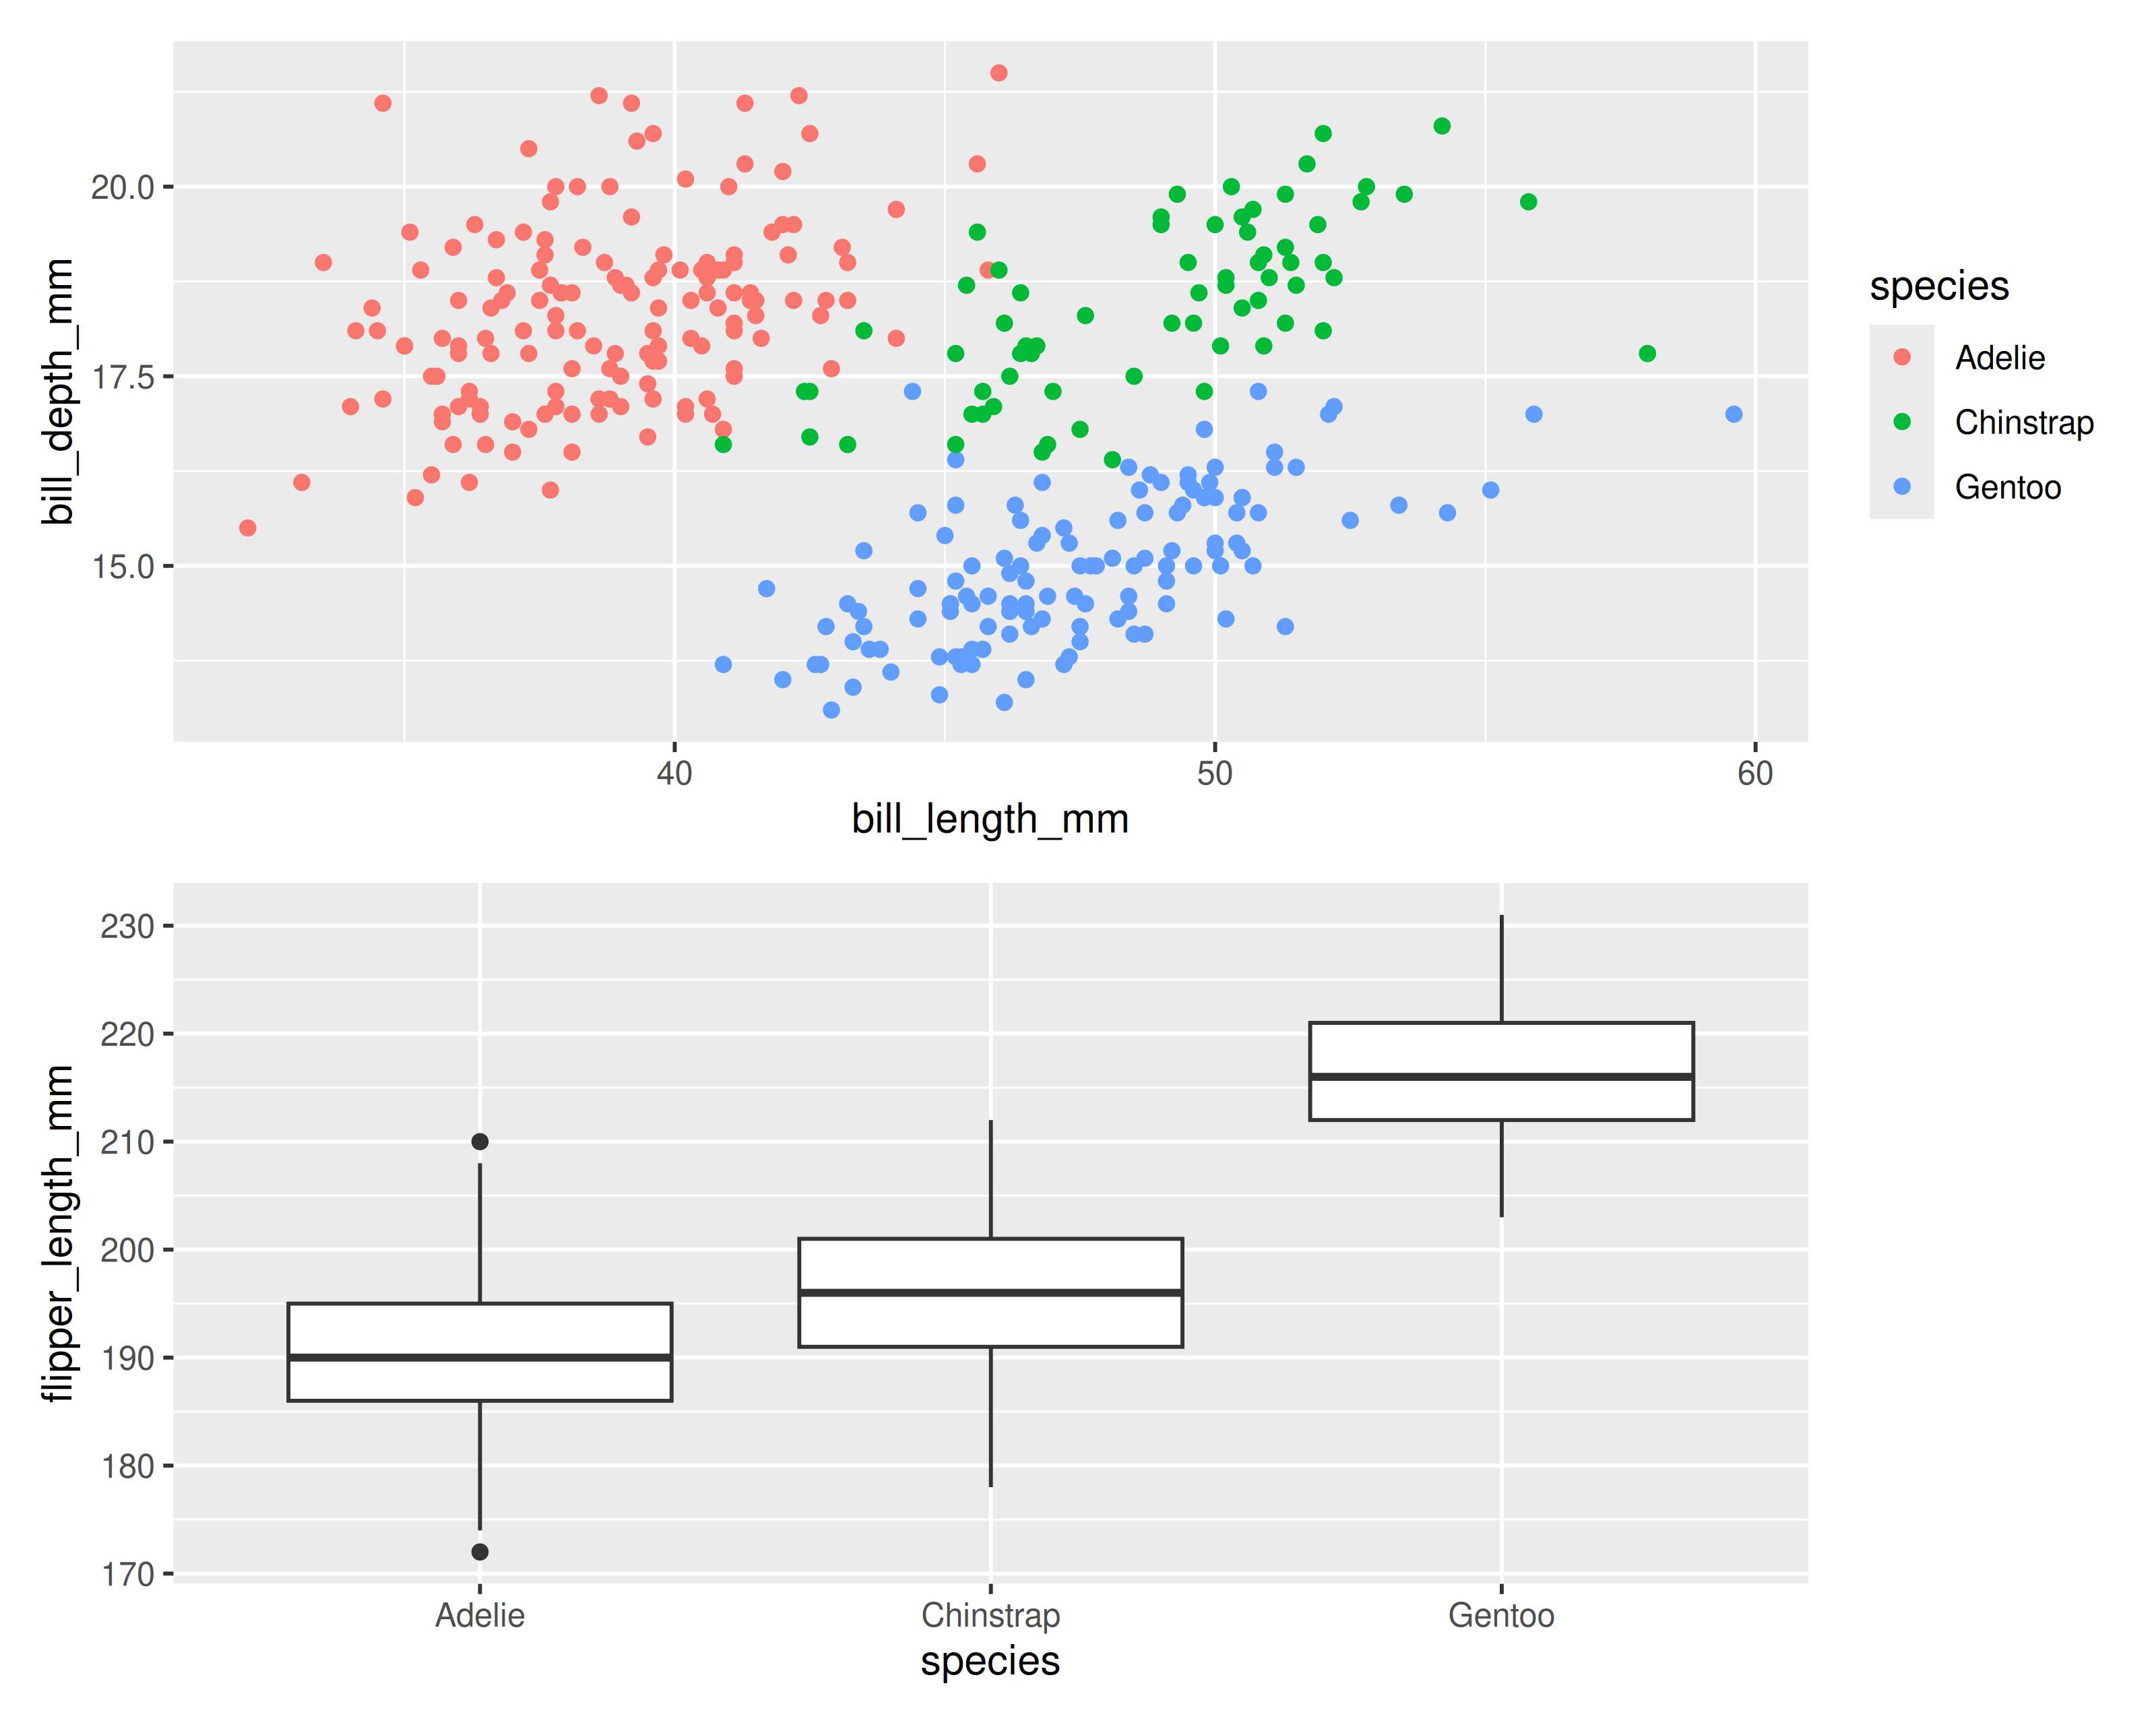 bill_depth_mm
20.0
17.5
15.0
40 50 60
bill_length_mm
species
Adelie
Chinstrap
Gentoo
flipper_length_mm
230
220
210
200
190
180
170
Adelie Chinstrap Gentoo
species